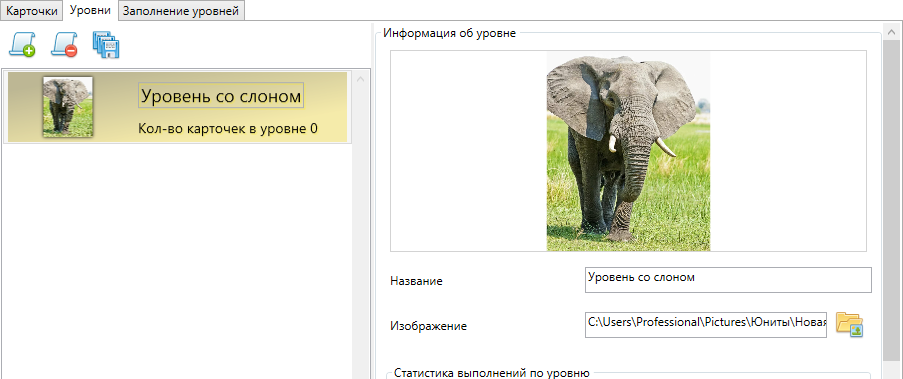 Карточки Уровни Заполнение уровней
Уровень со слоном
Кол-во карточек в уровне 0
Информация об уровне
Название Уровень со слоном
Изображение C:\Users\Professional\Pictures\Юниты\Новая
Статистика выполнений по уровню